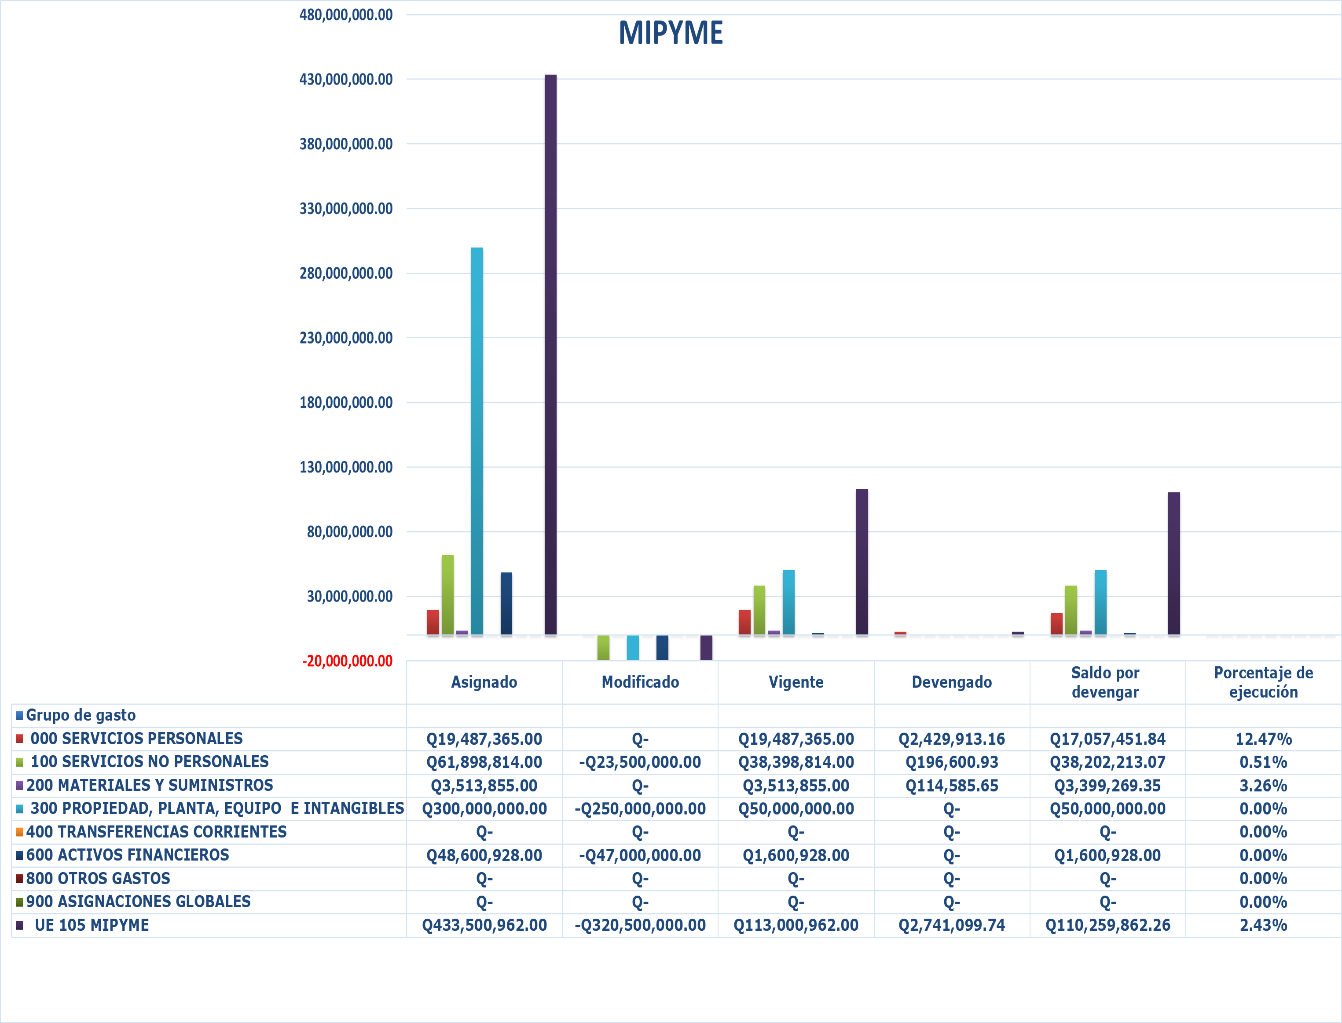 MIPYME
480,000,000.00
430,000,000.00
380,000,000.00
330,000,000.00
280,000,000.00
230,000,000.00
180,000,000.00
130,000,000.00
80,000,000.00
30,000,000.00
-20,000,000.00
Asignado Modificado Vigente Devengado Saldo por devengar Porcentaje de ejecución
Grupo de gasto
000 SERVICIOS PERSONALES Q19,487,365.00 Q- Q19,487,365.00 Q2,429,913.16 Q17,057,451.84 12.47%
100 SERVICIOS NO PERSONALES Q61,898,814.00 -Q23,500,000.00 Q38,398,814.00 Q196,600.93 Q38,202,213.07 0.51%
200 MATERIALES Y SUMINISTROS Q3,513,855.00 Q- Q3,513,855.00 Q114,585.65 Q3,399,269.35 3.26%
300 PROPIEDAD, PLANTA, EQUIPO E INTANGIBLES Q300,000,000.00 -Q250,000,000.00 Q50,000,000.00 Q- Q50,000,000.00 0.00%
400 TRANSFERENCIAS CORRIENTES Q- Q- Q- Q- Q- 0.00%
600 ACTIVOS FINANCIEROS Q48,600,928.00 -Q47,000,000.00 Q1,600,928.00 Q- Q1,600,928.00 0.00%
800 OTROS GASTOS Q- Q- Q- Q- Q- 0.00%
900 ASIGNACIONES GLOBALES Q- Q- Q- Q- Q- 0.00%
UE 105 MIPYME Q433,500,962.00 -Q320,500,000.00 Q113,000,962.00 Q2,741,099.74 Q110,259,862.26 2.43%